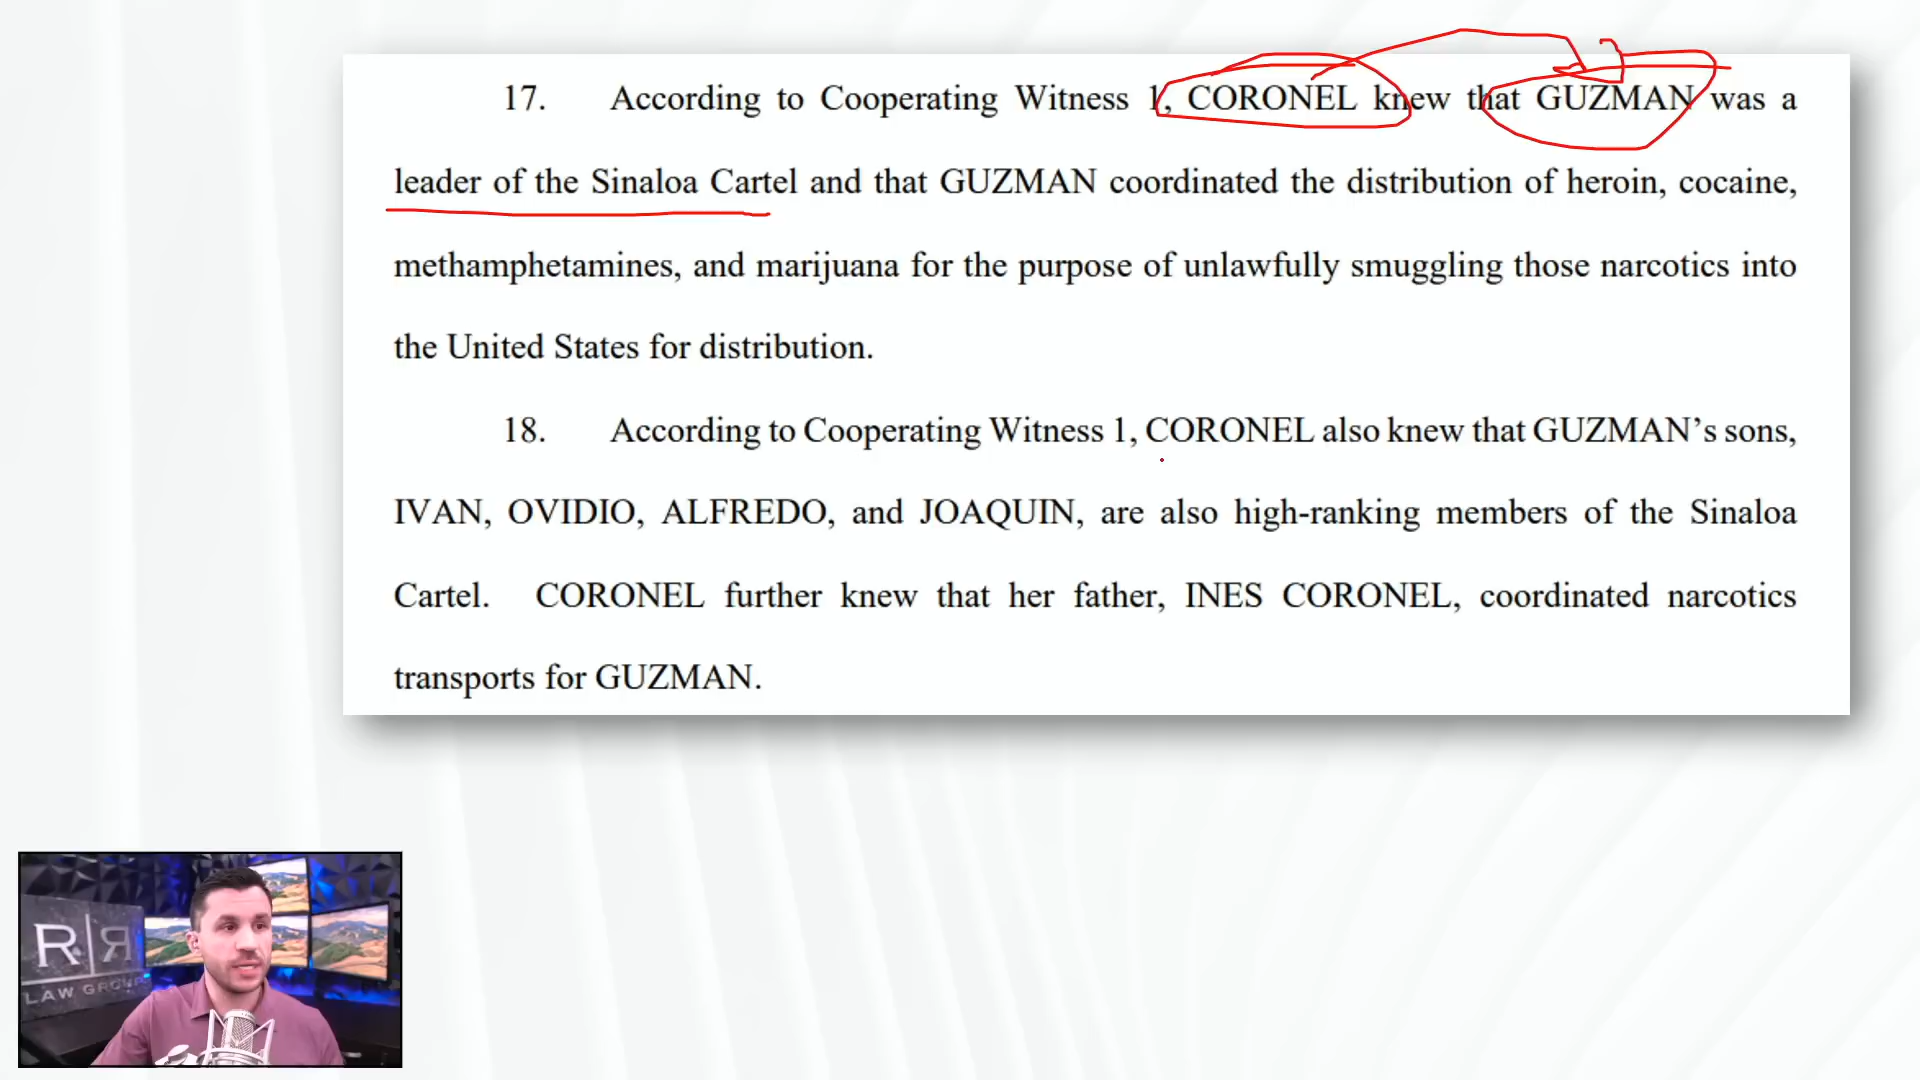 17. According to Cooperating Witness 1, CORONEL knew that GUZMAN was a
leader of the Sinaloa Cartel and that GUZMAN coordinated the distribution of heroin, cocaine,
methamphetamines, and marijuana for the purpose of unlawfully smuggling those narcotics into
the United States for distribution.
18. According to Cooperating Witness 1, CORONEL also knew that GUZMAN’s sons,
IVAN, OVIDIO, ALFREDO, and JOAQUIN, are also high-ranking members of the Sinaloa
Cartel. CORONEL further knew that her father, INES CORONEL, coordinated narcotics
transports for GUZMAN.
R|R
LAW GROUP